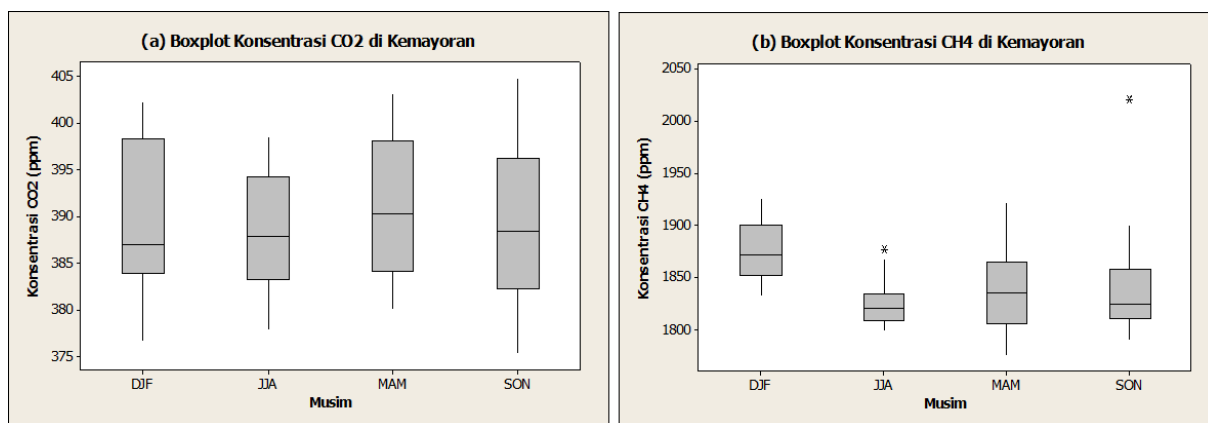 (a) Boxplot Konsentrasi CO2 di Kemayoran
Konsentrasi CO2 (ppm)
405
400
395
390
385
380
375
DJF JJA MAM SON
Musim
(b) Boxplot Konsentrasi CH4 di Kemayoran
Konsentrasi CH4 (ppm)
2050
2000
1950
1900
1850
1800
DJF JJA MAM SON
Musim